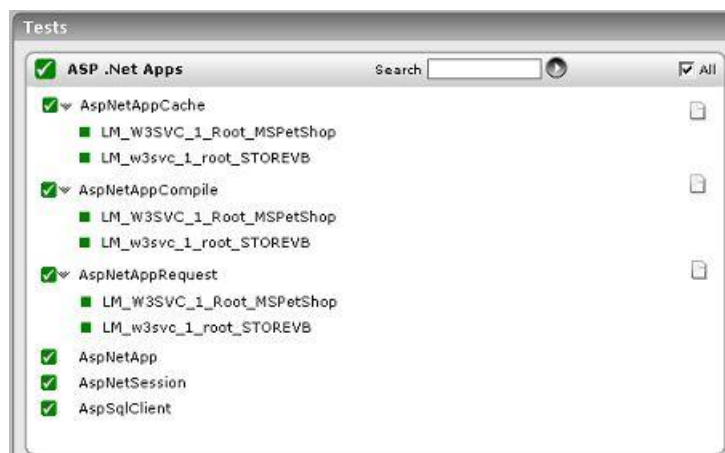 Tests
ASP .Net Apps Search All
AspNetAppCache
LM_W3SVC_1_Root_MSPetShop
LM_w3svc_1_root_STOREVB
AspNetAppCompile
LM_W3SVC_1_Root_MSPetShop
LM_w3svc_1_root_STOREVB
AspNetAppRequest
LM_W3SVC_1_Root_MSPetShop
LM_w3svc_1_root_STOREVB
AspNetApp
AspNetSession
AspSqlClient